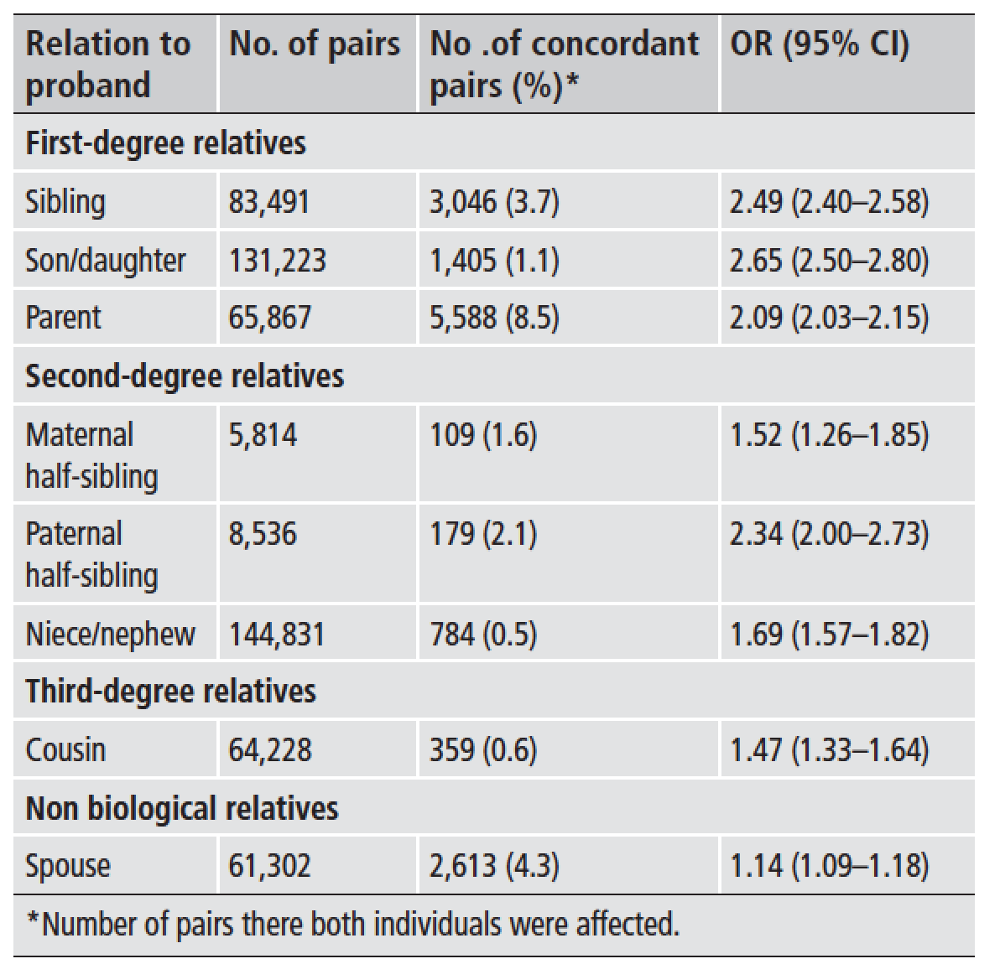 Relation to proband | No. of pairs | No .of concordant pairs (%)* | OR (95% CI)
First-degree relatives
Sibling | 83,491 | 3,046 (3.7) | 2.49 (2.40–2.58)
Son/daughter | 131,223 | 1,405 (1.1) | 2.65 (2.50–2.80)
Parent | 65,867 | 5,588 (8.5) | 2.09 (2.03–2.15)
Second-degree relatives
Maternal half-sibling | 5,814 | 109 (1.6) | 1.52 (1.26–1.85)
Paternal half-sibling | 8,536 | 179 (2.1) | 2.34 (2.00–2.73)
Niece/nephew | 144,831 | 784 (0.5) | 1.69 (1.57–1.82)
Third-degree relatives
Cousin | 64,228 | 359 (0.6) | 1.47 (1.33–1.64)
Non biological relatives
Spouse | 61,302 | 2,613 (4.3) | 1.14 (1.09–1.18)
*Number of pairs there both individuals were affected.